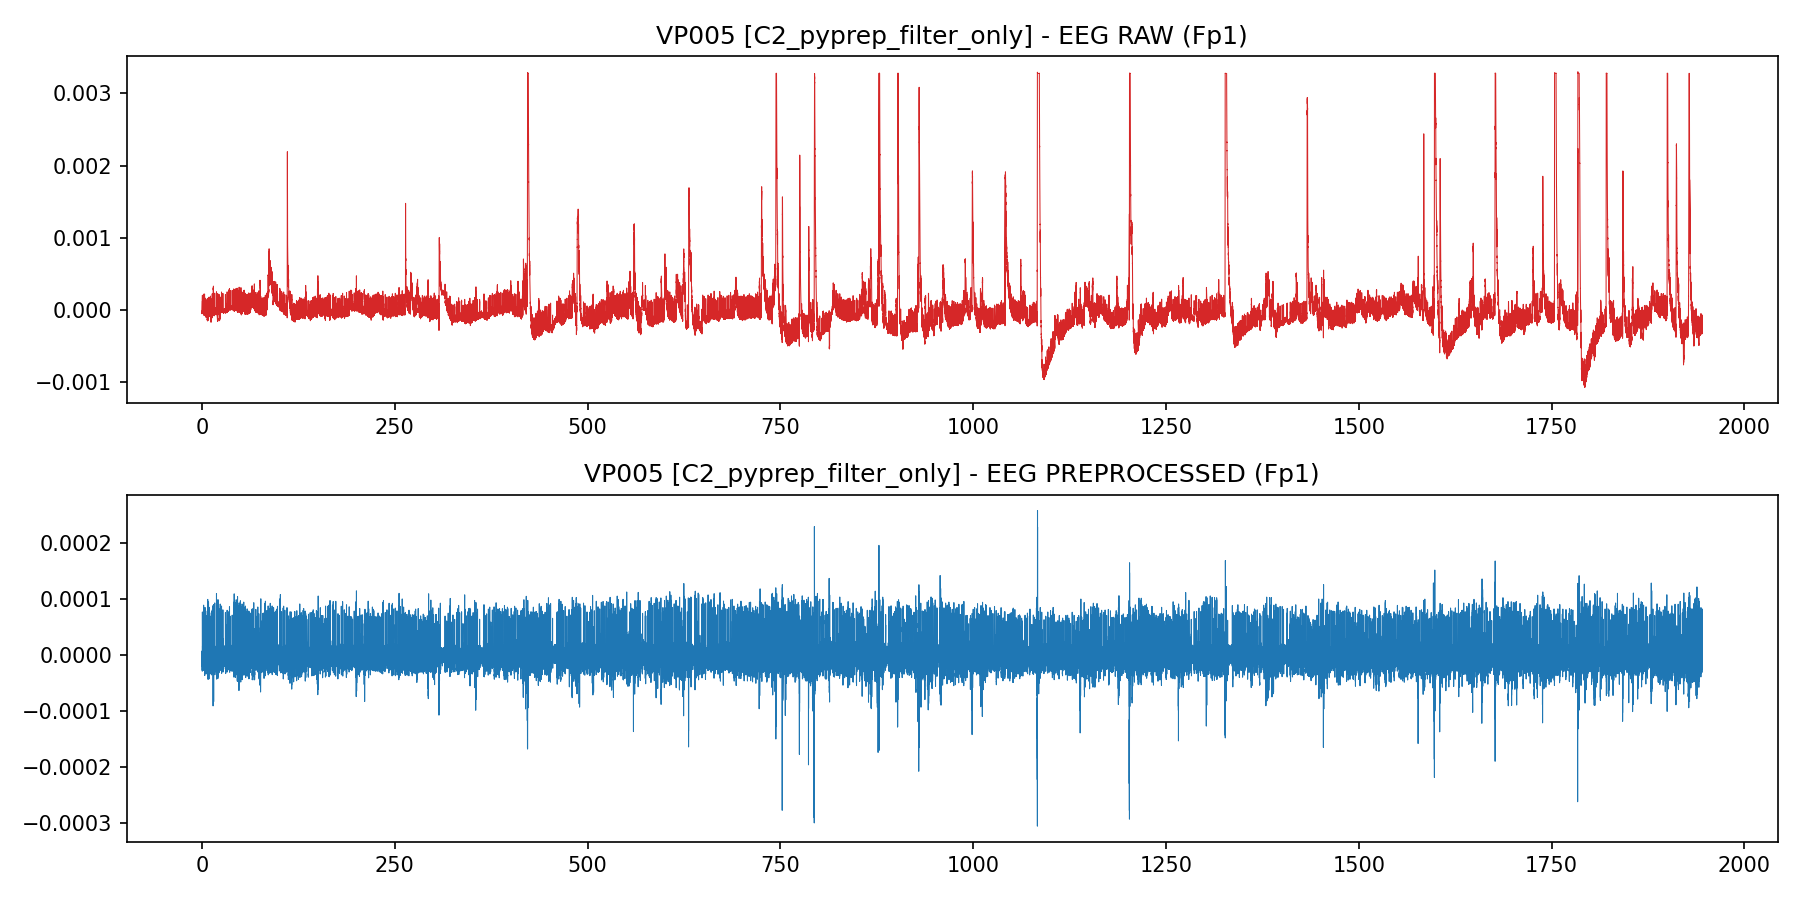 VP005 [C2_pyprep_filter_only] - EEG RAW (Fp1)
0.003
0.002
0.001
0.000
−0.001
0 250 500 750 1000 1250 1500 1750 2000
VP005 [C2_pyprep_filter_only] - EEG PREPROCESSED (Fp1)
0.0002
0.0001
0.0000
−0.0001
−0.0002
−0.0003
0 250 500 750 1000 1250 1500 1750 2000